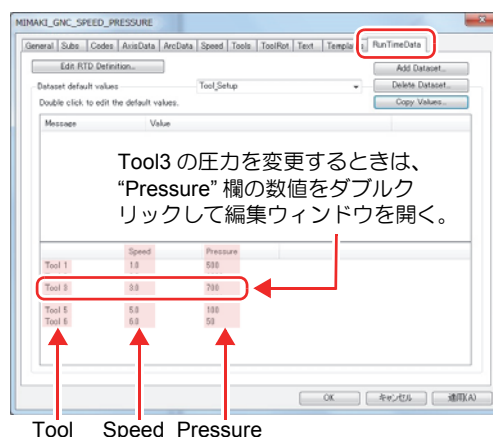 MIMAKI_GNC_SPEED_PRESSURE
General Subs Codes AxisData ArcData Speed Tools ToolRot Text Templa s RunTimeData
Edit RTD Definition...
Add Dataset...
Dataset default values
Tool_Setup
Delete Dataset...
Double click to edit the default values.
Copy Values...
Message Value
Tool3 の圧力を変更するときは、
“Pressure” 欄の数値をダブルク
リックして編集ウィンドウを開く。
Speed Pressure
Tool 1 1.0 500
Tool 3 3.0 700
Tool 5 5.0 100
Tool 6 6.0 50
OK キャンセル 適用(A)
Tool Speed Pressure